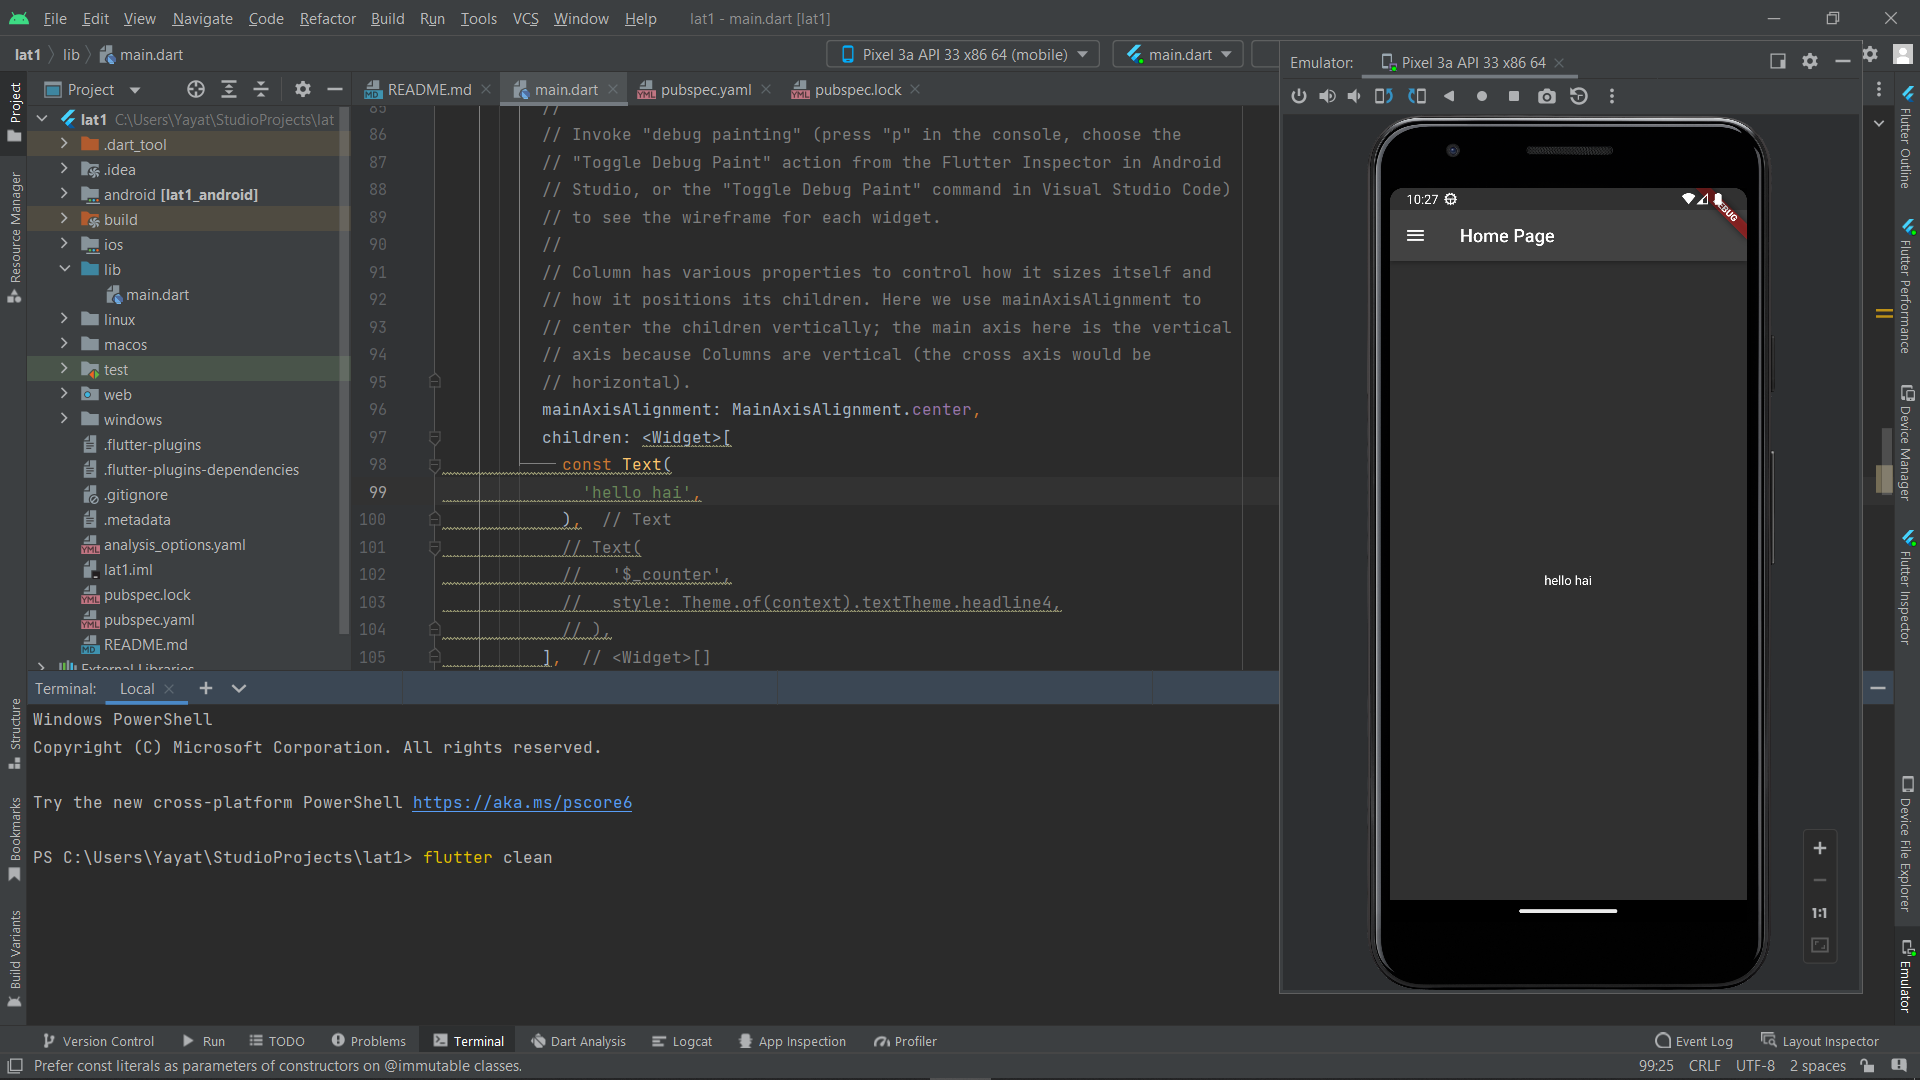 File Edit View Navigate Code Refactor Build Run Tools VCS Window Help lat1 - main.dart [lat1]
lat1 lib main.dart
Pixel 3a API 33 x86 64 (mobile) main.dart
Emulator: Pixel 3a API 33 x86 64
Project
README.md main.dart pubspec.yaml pubspec.lock
lat1 C:\Users\Yayat\StudioProjects\lat
.dart_tool
.idea
android [lat1_android]
build
ios
lib
main.dart
linux
macos
test
web
windows
.flutter-plugins
.flutter-plugins-dependencies
.gitignore
.metadata
analysis_options.yaml
lat1.iml
pubspec.lock
pubspec.yaml
README.md
External Libraries
85 //
86 // Invoke "debug painting" (press "p" in the console, choose the
87 // "Toggle Debug Paint" action from the Flutter Inspector in Android
88 // Studio, or the "Toggle Debug Paint" command in Visual Studio Code)
89 // to see the wireframe for each widget.
90 //
91 // Column has various properties to control how it sizes itself and
92 // how it positions its children. Here we use mainAxisAlignment to
93 // center the children vertically; the main axis here is the vertical
94 // axis because Columns are vertical (the cross axis would be
95 // horizontal).
96 mainAxisAlignment: MainAxisAlignment.center,
97 children: <Widget>[
98 const Text(
99 'hello hai',
100 ), // Text
101 // Text(
102 //   '$_counter',
103 //   style: Theme.of(context).textTheme.headline4,
104 // ),
105 ], // <Widget>[]
10:27
DEBUG
Home Page
hello hai
1:1
Terminal: Local
Windows PowerShell
Copyright (C) Microsoft Corporation. All rights reserved.
Try the new cross-platform PowerShell https://aka.ms/pscore6
PS C:\Users\Yayat\StudioProjects\lat1> flutter clean
Project
Resource Manager
Structure
Bookmarks
Build Variants
Flutter Outline
Flutter Performance
Device Manager
Flutter Inspector
Device File Explorer
Emulator
Version Control Run TODO Problems Terminal Dart Analysis Logcat App Inspection Profiler Event Log Layout Inspector
Prefer const literals as parameters of constructors on @immutable classes. 99:25 CRLF UTF-8 2 spaces